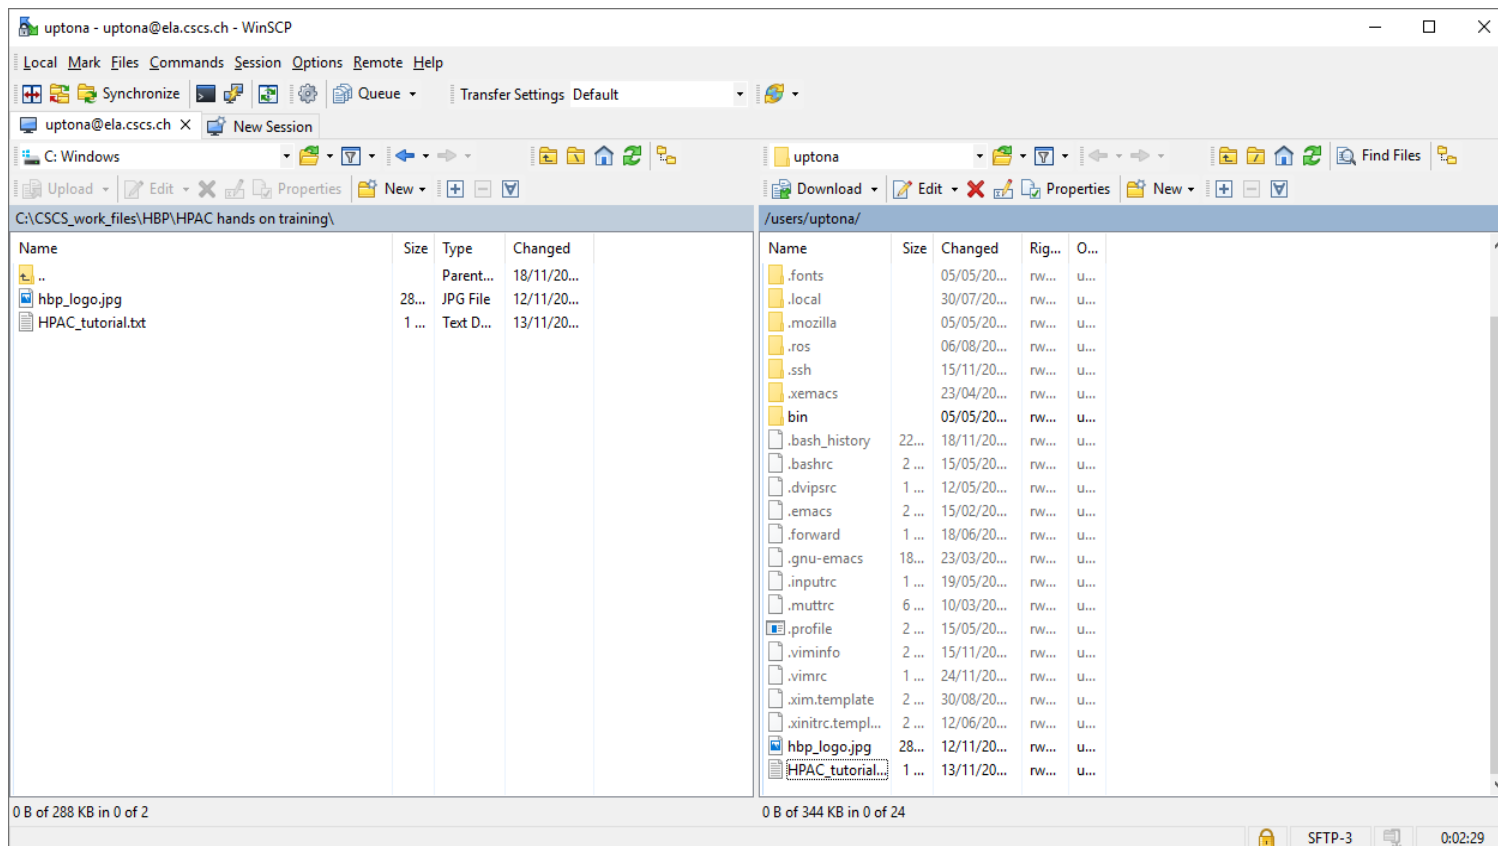 uptona - uptona@ela.cscs.ch - WinSCP
Local Mark Files Commands Session Options Remote Help
Synchronize Queue Transfer Settings Default
uptona@ela.cscs.ch X New Session
C: Windows
uptona Find Files
Upload Edit Properties New
Download Edit Properties New
C:\CSCS_work_files\HBP\HPAC hands on training\
/users/uptona/
Name Size Type Changed
.. Parent... 18/11/20...
hbp_logo.jpg 28... JPG File 12/11/20...
HPAC_tutorial.txt 1 ... Text D... 13/11/20...
Name Size Changed Rig... O...
.fonts 05/05/20... rw... u...
.local 30/07/20... rw... u...
.mozilla 05/05/20... rw... u...
.ros 06/08/20... rw... u...
.ssh 15/11/20... rw... u...
.xemacs 23/04/20... rw... u...
bin 05/05/20... rw... u...
.bash_history 22... 18/11/20... rw... u...
.bashrc 2 ... 15/05/20... rw... u...
.dvipsrc 1 ... 12/05/20... rw... u...
.emacs 2 ... 15/02/20... rw... u...
.forward 1 ... 18/06/20... rw... u...
.gnu-emacs 18... 23/03/20... rw... u...
.inputrc 1 ... 19/05/20... rw... u...
.muttrc 6 ... 10/03/20... rw... u...
.profile 2 ... 15/05/20... rw... u...
.viminfo 2 ... 15/11/20... rw... u...
.vimrc 1 ... 24/11/20... rw... u...
.xim.template 2 ... 30/08/20... rw... u...
.xinitrc.templ... 2 ... 12/06/20... rw... u...
hbp_logo.jpg 28... 12/11/20... rw... u...
HPAC_tutorial... 1 ... 13/11/20... rw... u...
0 B of 288 KB in 0 of 2
0 B of 344 KB in 0 of 24
SFTP-3 0:02:29